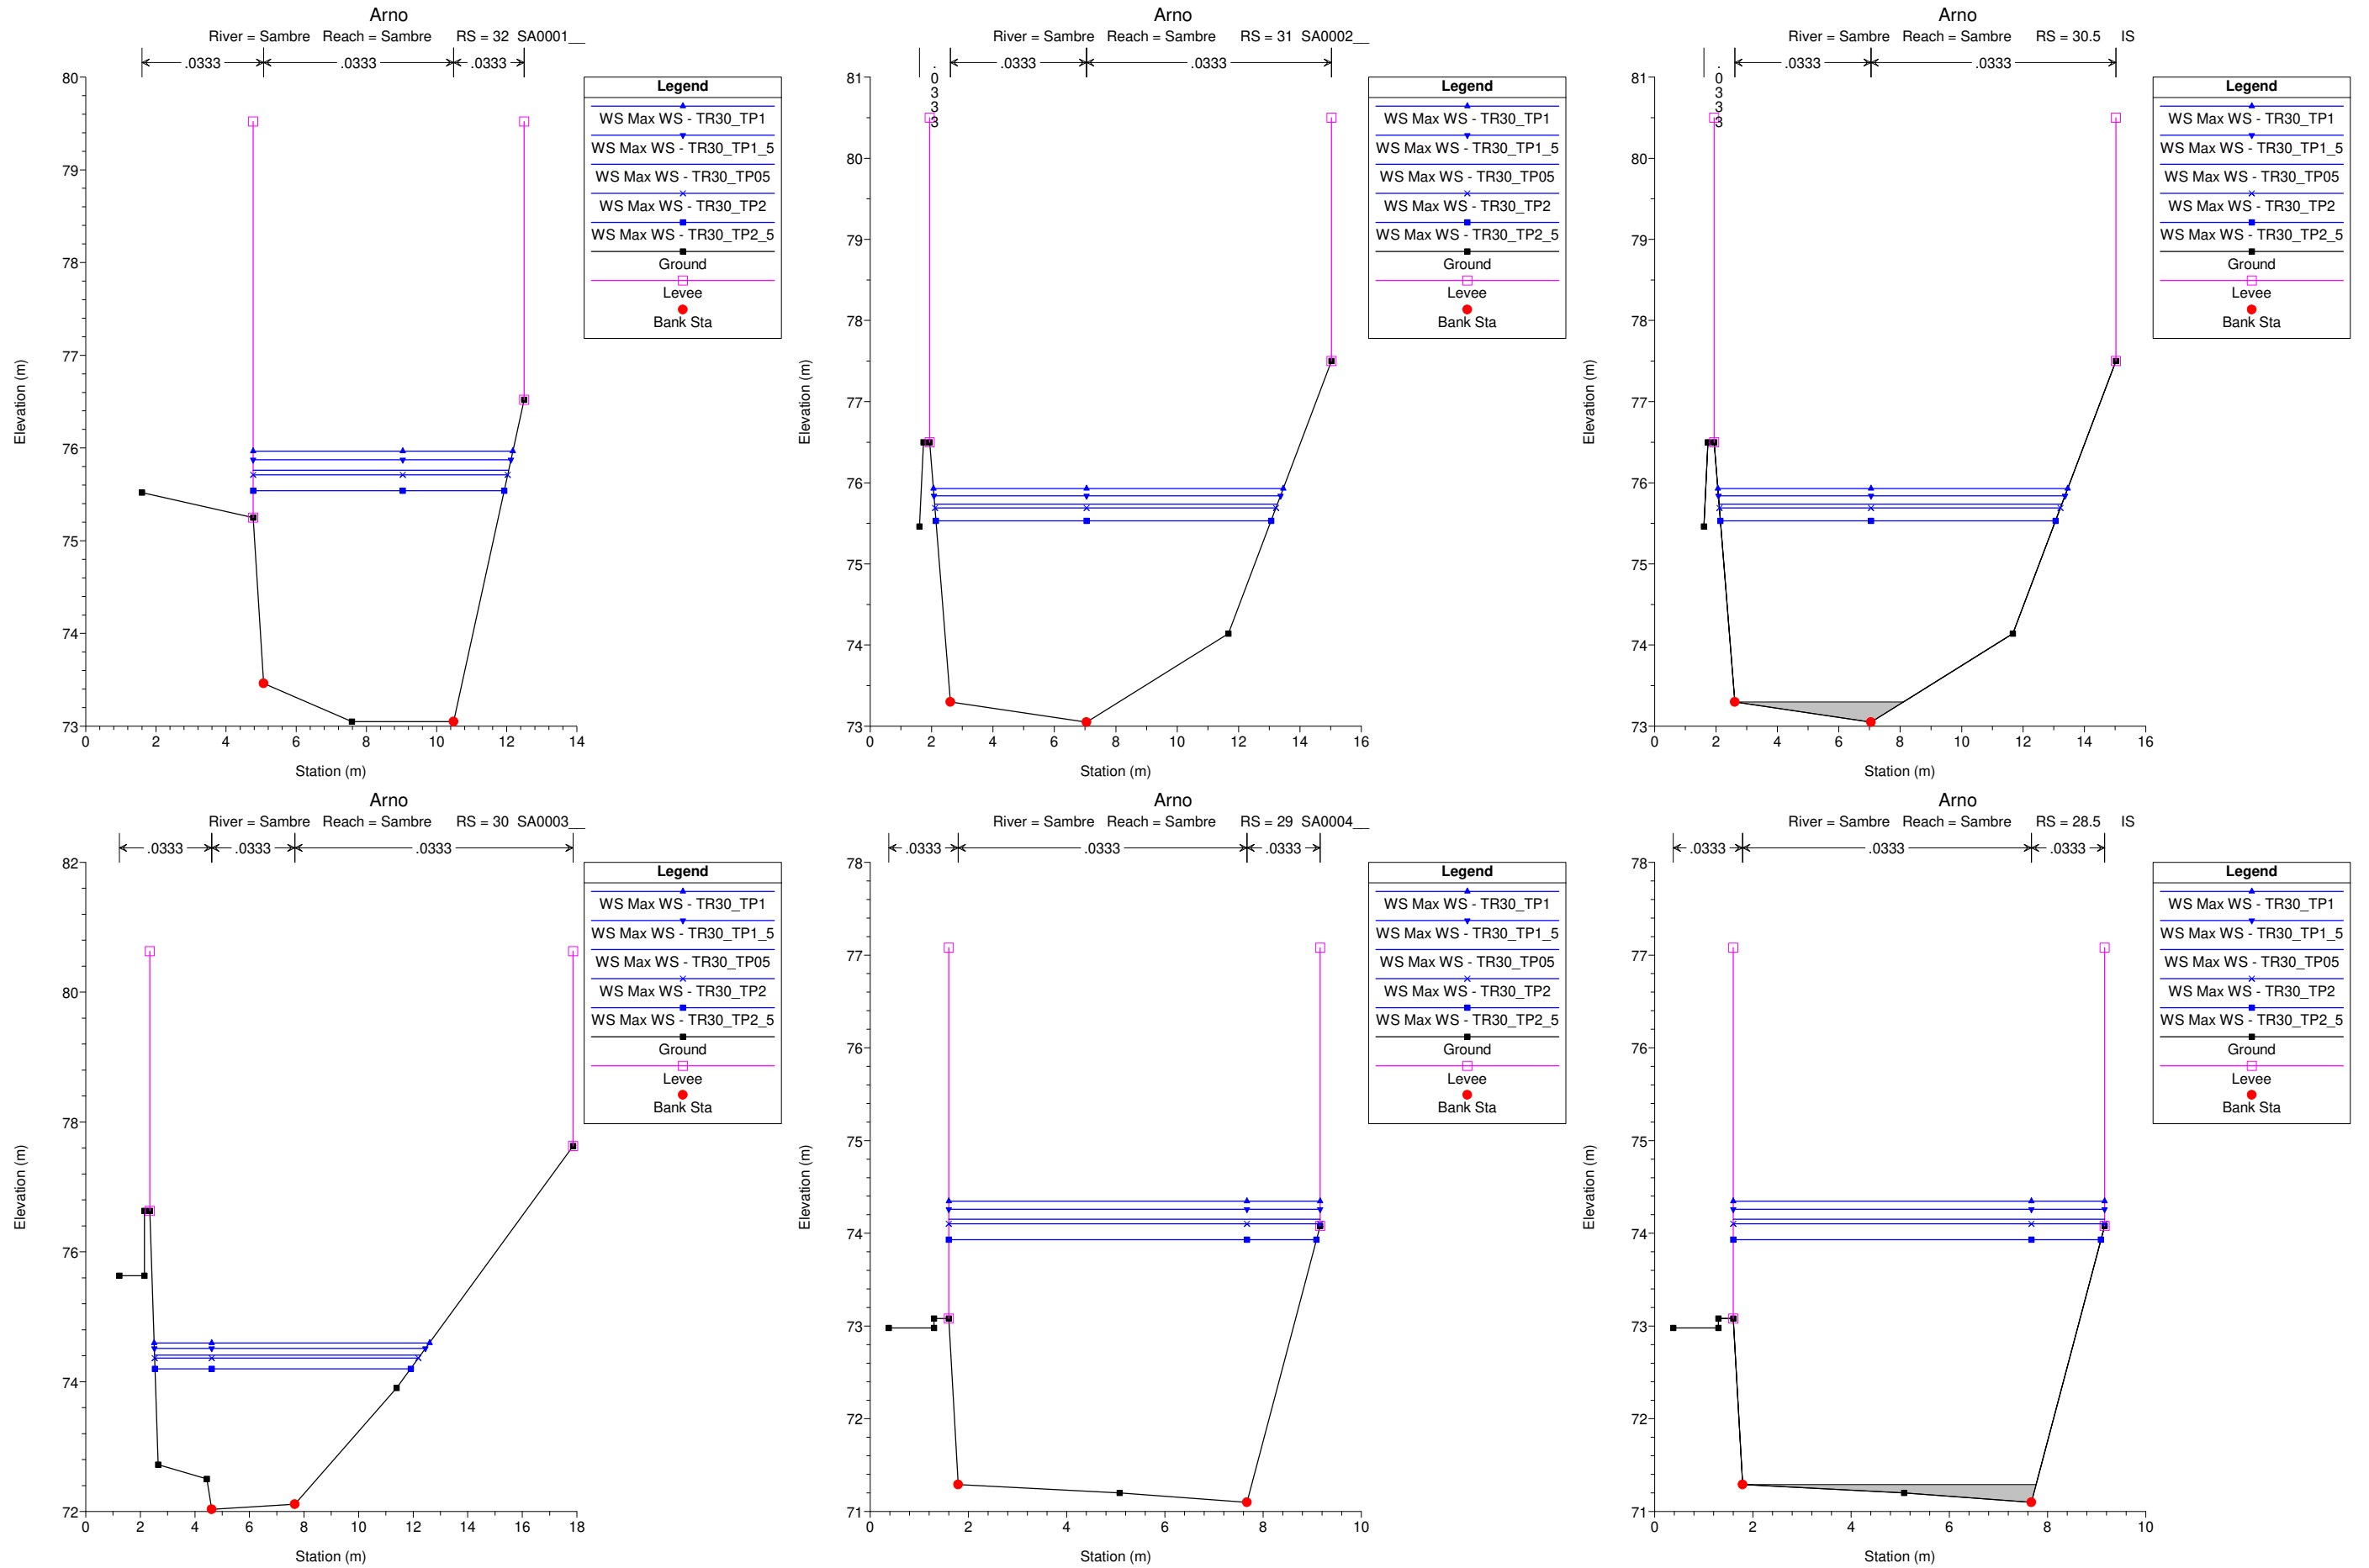 Arno
River = Sambre Reach = Sambre RS = 32 SA0001__
.0333 .0333 .0333
Legend
WS Max WS - TR30_TP1
WS Max WS - TR30_TP1_5
WS Max WS - TR30_TP05
WS Max WS - TR30_TP2
WS Max WS - TR30_TP2_5
Ground
Levee
Bank Sta
80
79
78
77
76
75
74
73
Elevation (m)
0 2 4 6 8 10 12 14
Station (m)
Arno
River = Sambre Reach = Sambre RS = 31 SA0002__
.0333 .0333 .0333
Legend
WS Max WS - TR30_TP1
WS Max WS - TR30_TP1_5
WS Max WS - TR30_TP05
WS Max WS - TR30_TP2
WS Max WS - TR30_TP2_5
Ground
Levee
Bank Sta
81
80
79
78
77
76
75
74
73
Elevation (m)
0 2 4 6 8 10 12 14 16
Station (m)
Arno
River = Sambre Reach = Sambre RS = 30.5 IS
.0333 .0333 .0333
Legend
WS Max WS - TR30_TP1
WS Max WS - TR30_TP1_5
WS Max WS - TR30_TP05
WS Max WS - TR30_TP2
WS Max WS - TR30_TP2_5
Ground
Levee
Bank Sta
81
80
79
78
77
76
75
74
73
Elevation (m)
0 2 4 6 8 10 12 14 16
Station (m)
Arno
River = Sambre Reach = Sambre RS = 30 SA0003__
.0333 .0333 .0333
Legend
WS Max WS - TR30_TP1
WS Max WS - TR30_TP1_5
WS Max WS - TR30_TP05
WS Max WS - TR30_TP2
WS Max WS - TR30_TP2_5
Ground
Levee
Bank Sta
82
80
78
76
74
72
Elevation (m)
0 2 4 6 8 10 12 14 16 18
Station (m)
Arno
River = Sambre Reach = Sambre RS = 29 SA0004__
.0333 .0333 .0333
Legend
WS Max WS - TR30_TP1
WS Max WS - TR30_TP1_5
WS Max WS - TR30_TP05
WS Max WS - TR30_TP2
WS Max WS - TR30_TP2_5
Ground
Levee
Bank Sta
78
77
76
75
74
73
72
71
Elevation (m)
0 2 4 6 8 10
Station (m)
Arno
River = Sambre Reach = Sambre RS = 28.5 IS
.0333 .0333 .0333
Legend
WS Max WS - TR30_TP1
WS Max WS - TR30_TP1_5
WS Max WS - TR30_TP05
WS Max WS - TR30_TP2
WS Max WS - TR30_TP2_5
Ground
Levee
Bank Sta
78
77
76
75
74
73
72
71
Elevation (m)
0 2 4 6 8 10
Station (m)